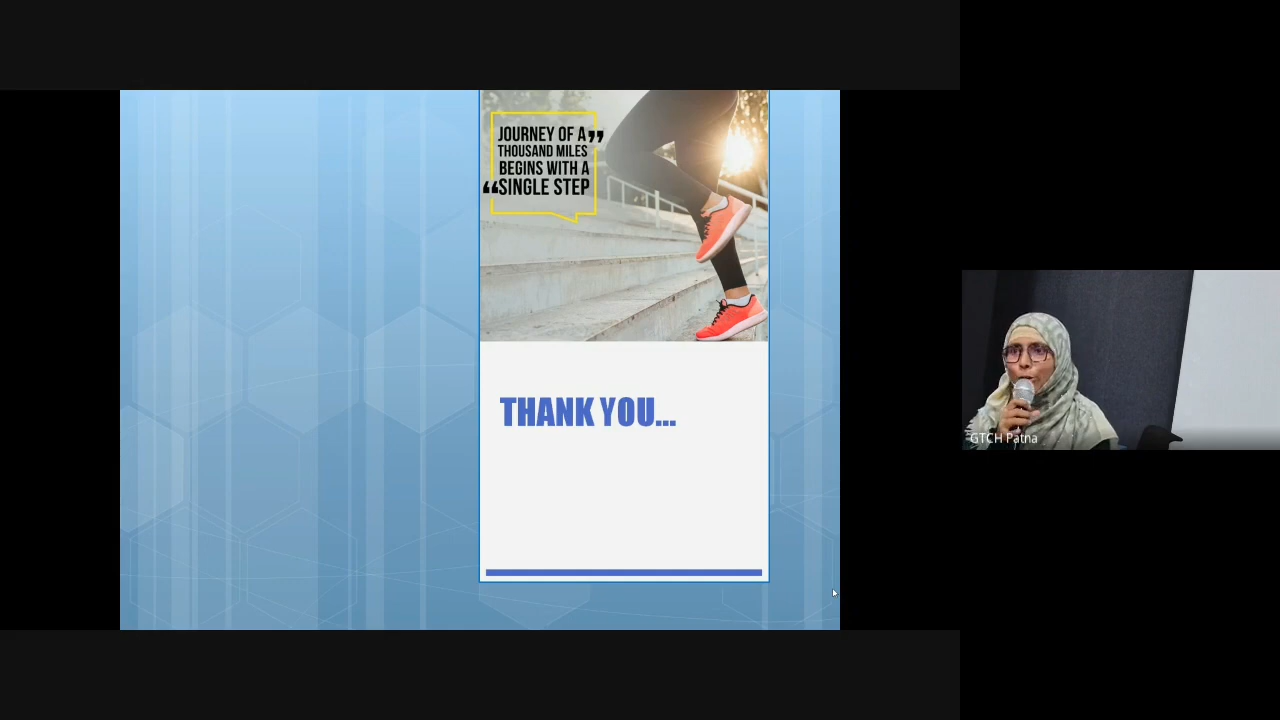 JOURNEY OF A ”
THOUSAND MILES
BEGINS WITH A
“SINGLE STEP
THANK YOU...
GTCH Patna